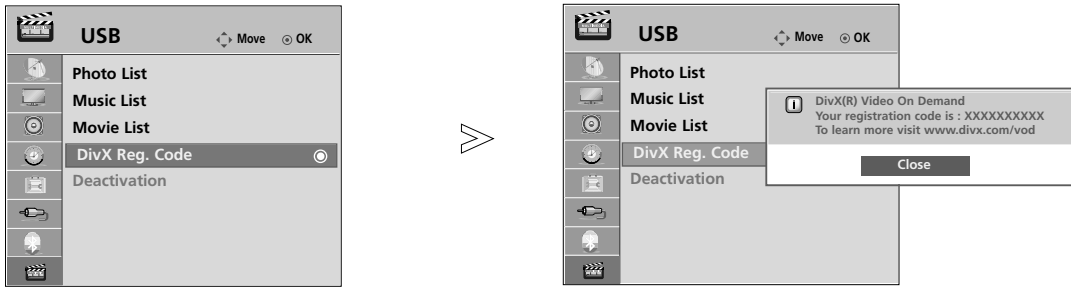 USB
Move
OK
Photo List
Music List
Movie List
DivX Reg. Code
Deactivation
USB
Move
OK
Photo List
Music List
Movie List
DivX Reg. Code
Deactivation
DivX(R) Video On Demand
Your registration code is : XXXXXXXXXX
To learn more visit www.divx.com/vod
Close